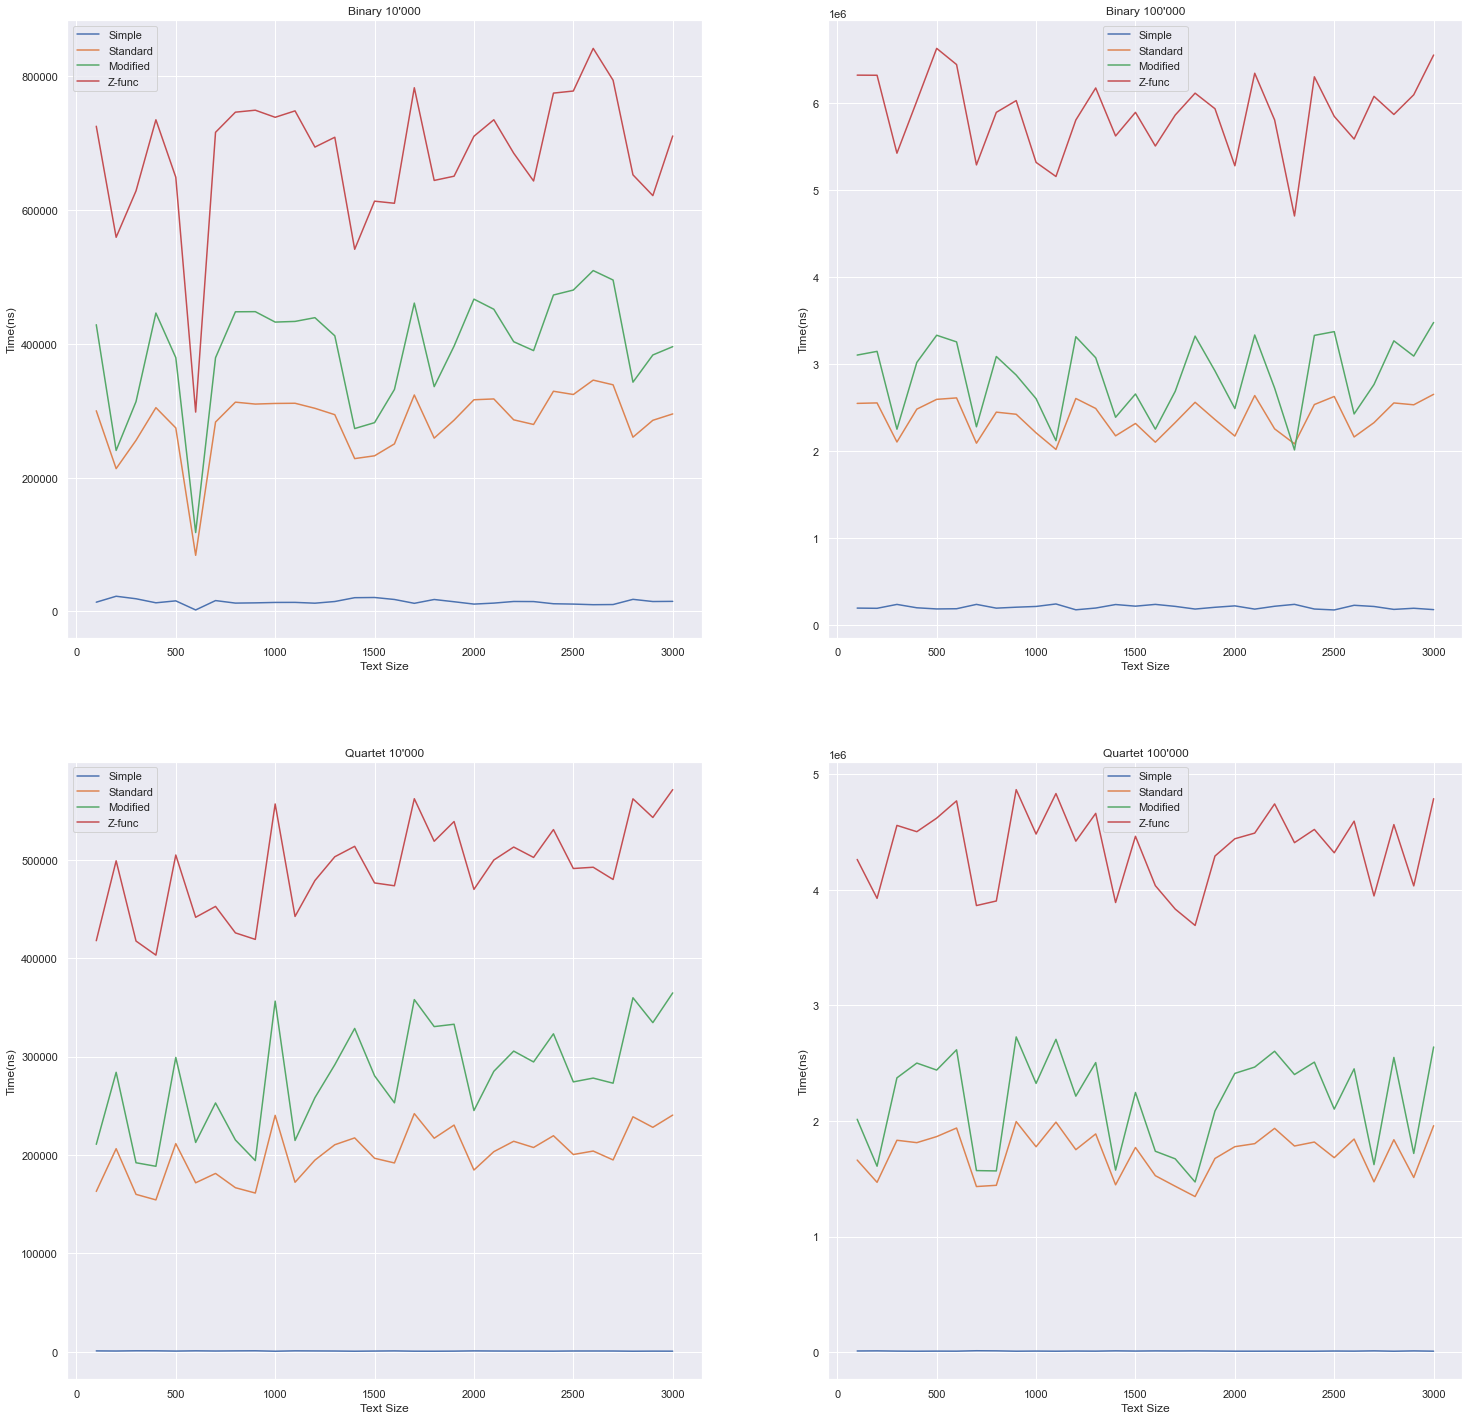 Binary 10'000
Simple
Standard
Modified
Z-func
800000
600000
400000
200000
0
Time(ns)
0 500 1000 1500 2000 2500 3000
Text Size
1e6
Binary 100'000
Simple
Standard
Modified
Z-func
6
5
4
3
2
1
0
Time(ns)
0 500 1000 1500 2000 2500 3000
Text Size
Quartet 10'000
Simple
Standard
Modified
Z-func
500000
400000
300000
200000
100000
0
Time(ns)
0 500 1000 1500 2000 2500 3000
Text Size
1e6
Quartet 100'000
Simple
Standard
Modified
Z-func
5
4
3
2
1
0
Time(ns)
0 500 1000 1500 2000 2500 3000
Text Size